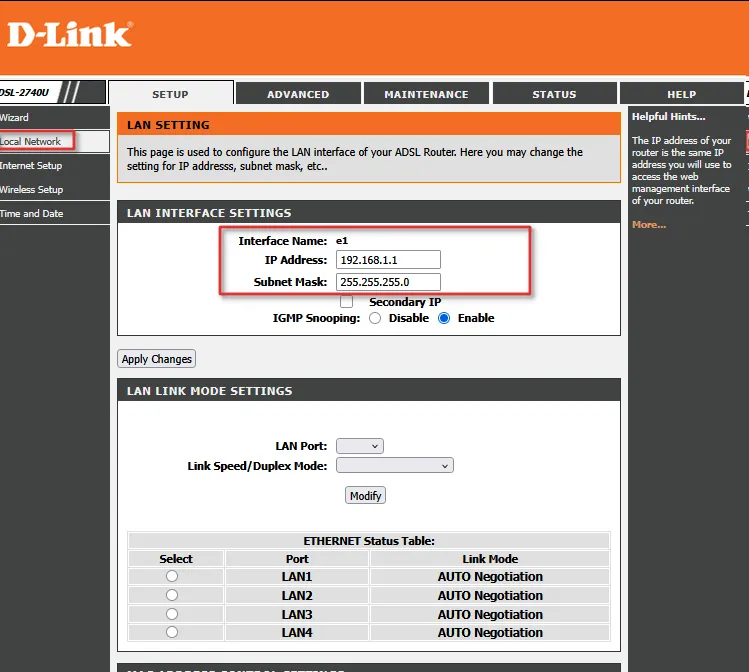 D-Link®
DSL-2740U
SETUP ADVANCED MAINTENANCE STATUS HELP
Wizard
Local Network
Internet Setup
Wireless Setup
Time and Date
LAN SETTING
This page is used to configure the LAN interface of your ADSL Router. Here you may change the
setting for IP addresss, subnet mask, etc..
LAN INTERFACE SETTINGS
Interface Name: e1
IP Address: 192.168.1.1
Subnet Mask: 255.255.255.0
Secondary IP
IGMP Snooping: Disable Enable
Apply Changes
LAN LINK MODE SETTINGS
LAN Port:
Link Speed/Duplex Mode:
Modify
ETHERNET Status Table:
Select Port Link Mode
LAN1 AUTO Negotiation
LAN2 AUTO Negotiation
LAN3 AUTO Negotiation
LAN4 AUTO Negotiation
Helpful Hints...
The IP address of your
router is the same IP
address you will use to
access the web
management interface
of your router.
More...